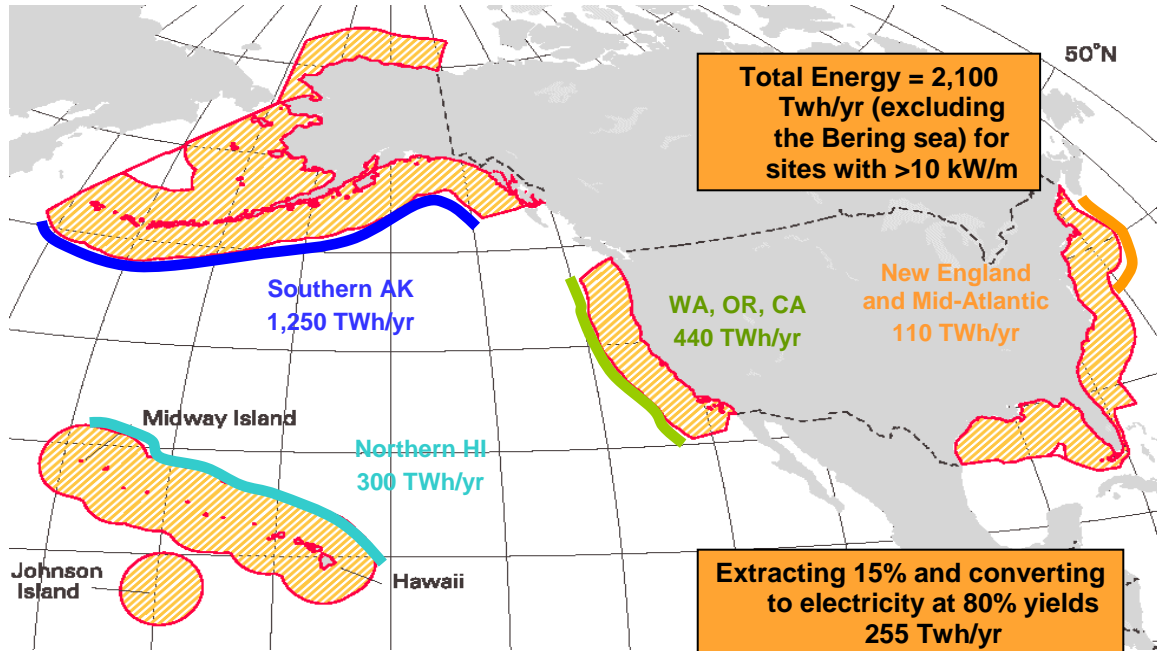 Total Energy = 2,100
Twh/yr (excluding
the Bering sea) for
sites with >10 kW/m
50°N
Southern AK
1,250 TWh/yr
WA, OR, CA
440 TWh/yr
New England
and Mid-Atlantic
110 TWh/yr
Midway Island
Northern HI
300 TWh/yr
Johnson
Island
Hawaii
Extracting 15% and converting
to electricity at 80% yields
255 Twh/yr